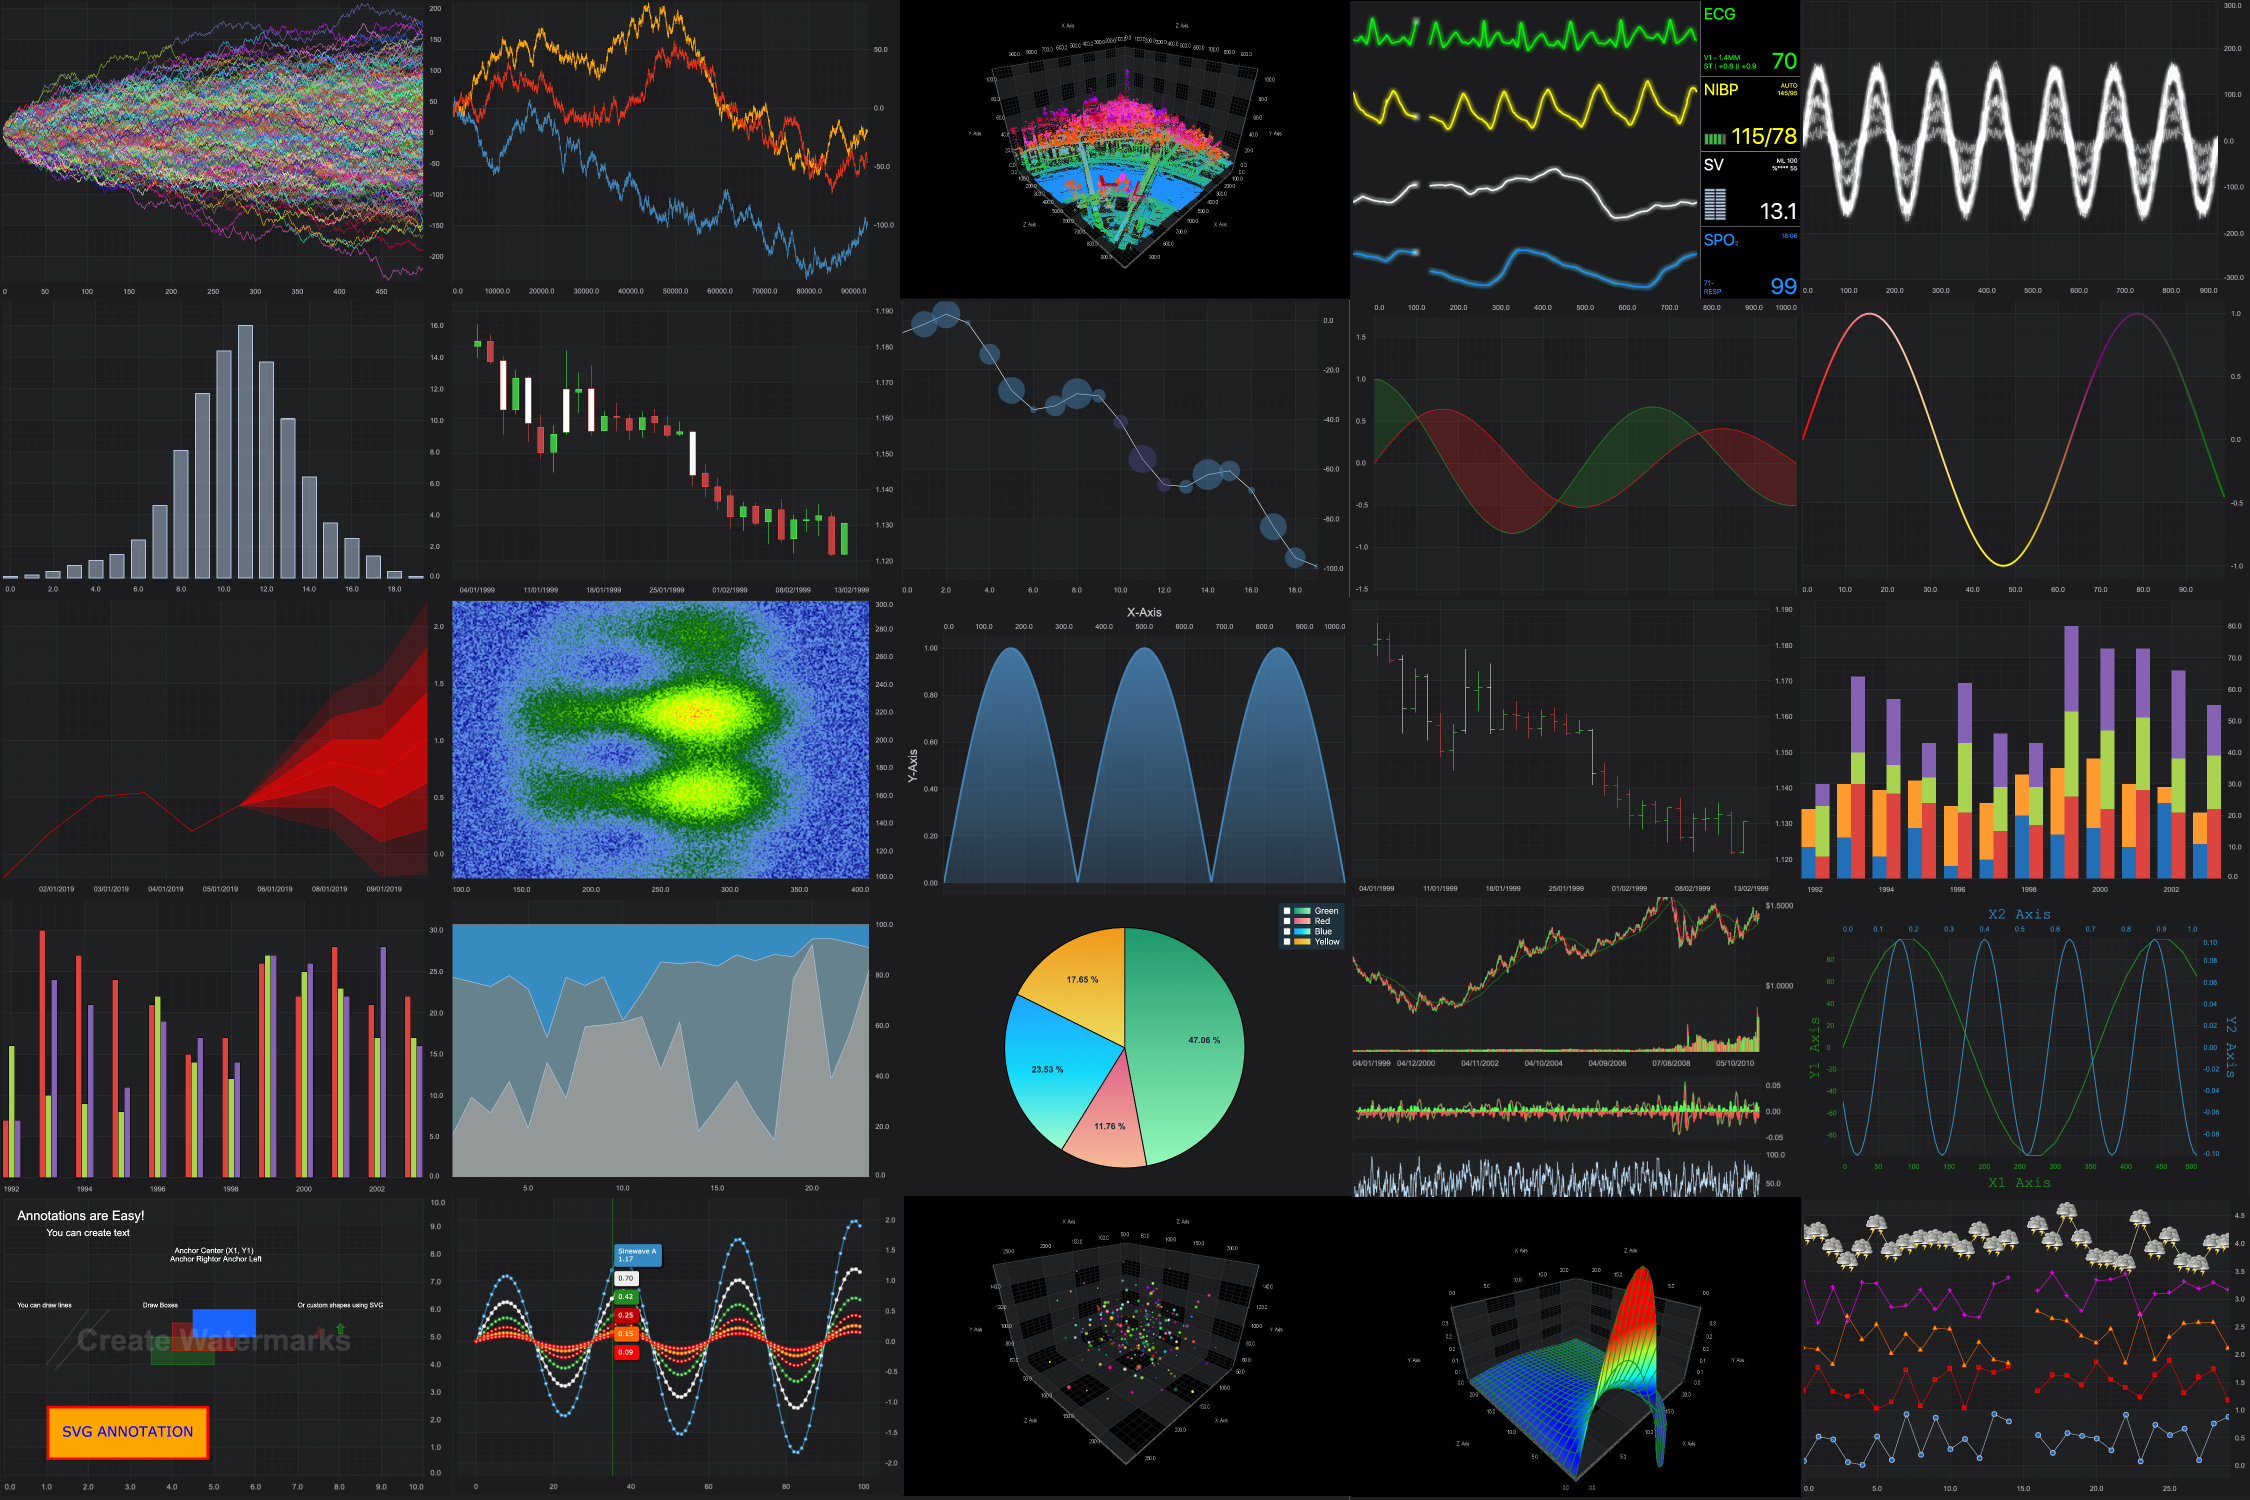 200
150
100
50
0
-50
-100
-150
-200
0 50 100 150 200 250 300 350 400 450
50.0
0.0
-50.0
-100.0
0.0 10000.0 20000.0 30000.0 40000.0 50000.0 60000.0 70000.0 80000.0 90000.0
X Axis
Z Axis
Y Axis
Y Axis
Z Axis
X Axis
ECG
V1 - 1.4MM
ST | +0.6 || +0.9
70
NIBP
AUTO
145/95
115/78
SV
ML 100
%**** 55
13.1
SPO2
18:06
71-
RESP
99
300.0
200.0
100.0
0.0
-100.0
-200.0
-300.0
0.0 100.0 200.0 300.0 400.0 500.0 600.0 700.0 800.0 900.0
16.0
14.0
12.0
10.0
8.0
6.0
4.0
2.0
0.0
0.0 2.0 4.0 6.0 8.0 10.0 12.0 14.0 16.0 18.0
1.190
1.180
1.170
1.160
1.150
1.140
1.130
1.120
04/01/1999 11/01/1999 18/01/1999 25/01/1999 01/02/1999 08/02/1999 13/02/1999
0.0
-20.0
-40.0
-60.0
-80.0
-100.0
0.0 2.0 4.0 6.0 8.0 10.0 12.0 14.0 16.0 18.0
0.0 100.0 200.0 300.0 400.0 500.0 600.0 700.0 800.0 900.0 1000.0
1.5
1.0
0.5
0.0
-0.5
-1.0
-1.5
1.0
0.5
0.0
-0.5
-1.0
0.0 10.0 20.0 30.0 40.0 50.0 60.0 70.0 80.0 90.0
2.0
1.5
1.0
0.5
0.0
02/01/2019 03/01/2019 04/01/2019 05/01/2019 06/01/2019 08/01/2019 09/01/2019
300.0
280.0
260.0
240.0
220.0
200.0
180.0
160.0
140.0
120.0
100.0
100.0 150.0 200.0 250.0 300.0 350.0 400.0
X-Axis
0.0 100.0 200.0 300.0 400.0 500.0 600.0 700.0 800.0 900.0 1000.0
Y-Axis
1.00
0.80
0.60
0.40
0.20
0.00
1.190
1.180
1.170
1.160
1.150
1.140
1.130
1.120
04/01/1999 11/01/1999 18/01/1999 25/01/1999 01/02/1999 08/02/1999 13/02/1999
80.0
70.0
60.0
50.0
40.0
30.0
20.0
10.0
0.0
1992 1994 1996 1998 2000 2002
30.0
25.0
20.0
15.0
10.0
5.0
0.0
1992 1994 1996 1998 2000 2002
100.0
80.0
60.0
40.0
20.0
0.0
5.0 10.0 15.0 20.0
Green
Red
Blue
Yellow
17.65 %
47.06 %
23.53 %
11.76 %
$1.5000
$1.0000
04/01/1999 04/12/2000 04/11/2002 04/10/2004 04/09/2006 07/08/2008 05/10/2010
0.05
0.00
-0.05
100.0
50.0
X2 Axis
0.0 0.1 0.2 0.3 0.4 0.5 0.6 0.7 0.8 0.9 1.0
Y1 Axis
80
60
40
20
0
-20
-40
-60
-80
0.10
0.08
0.06
0.04
0.02
0.00
-0.02
-0.04
-0.06
-0.08
-0.10
Y2 Axis
0 50 100 150 200 250 300 350 400 450 500
X1 Axis
Annotations are Easy!
You can create text
Anchor Center (X1, Y1)
Anchor Rightor Anchor Left
You can draw lines
Draw Boxes
Or custom shapes using SVG
Create Watermarks
SVG ANNOTATION
10.0
9.0
8.0
7.0
6.0
5.0
4.0
3.0
2.0
1.0
0.0
0.0 1.0 2.0 3.0 4.0 5.0 6.0 7.0 8.0 9.0 10.0
Sinewave A
1.17
0.70
0.42
0.25
0.15
0.09
2.0
1.5
1.0
0.5
0.0
-0.5
-1.0
-1.5
-2.0
0 20 40 60 80 100
X Axis
Z Axis
Y Axis
Y Axis
Z Axis
X Axis
X Axis
Z Axis
Y Axis
Y Axis
Z Axis
X Axis
4.5
4.0
3.5
3.0
2.5
2.0
1.5
1.0
0.5
0.0
0.0 5.0 10.0 15.0 20.0 25.0